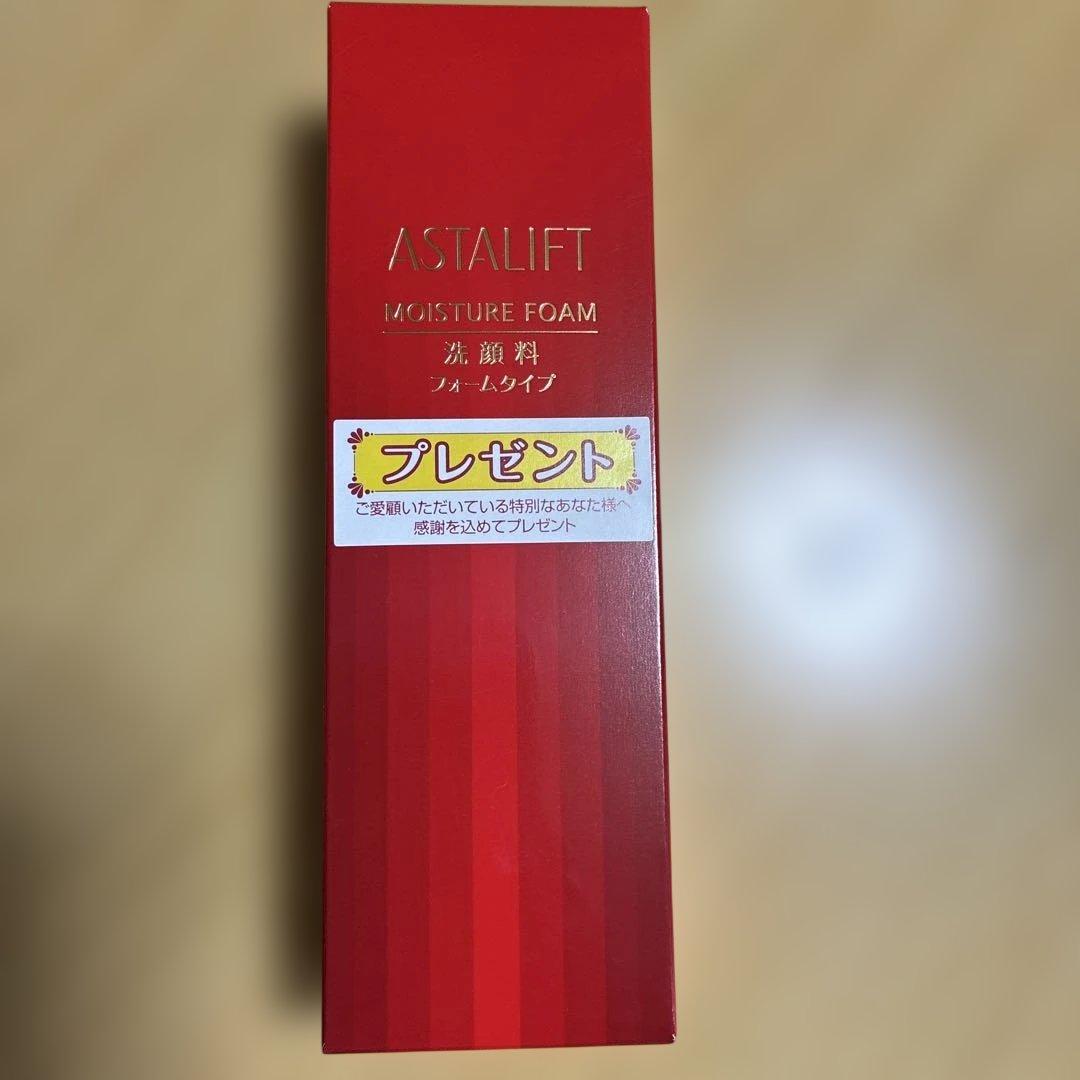 ASTALIFT
MOISTURE FOAM
洗顔料
フォームタイプ
プレゼント
ご愛顧いただいている特別なあなた様へ
感謝を込めてプレゼント